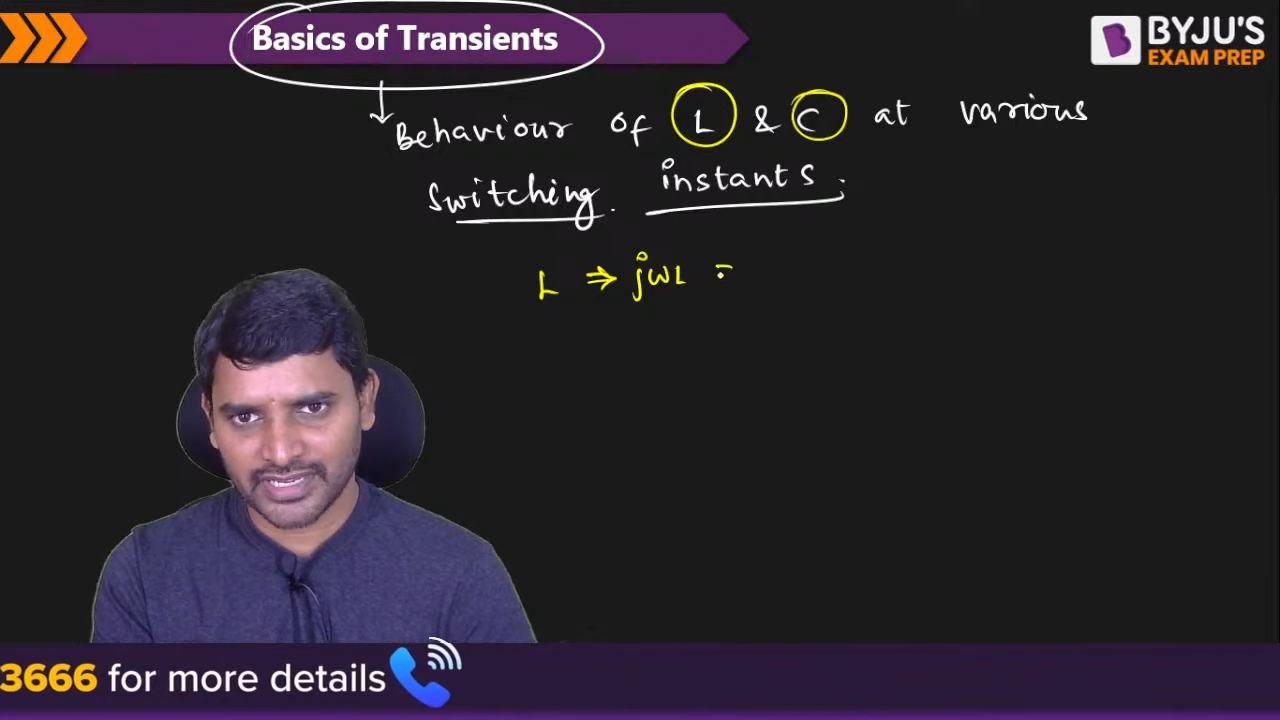 Basics of Transients
BYJU'S
EXAM PREP
Behaviour of L & C at various
switching instants.
L ⇒ jωL =
3666 for more details